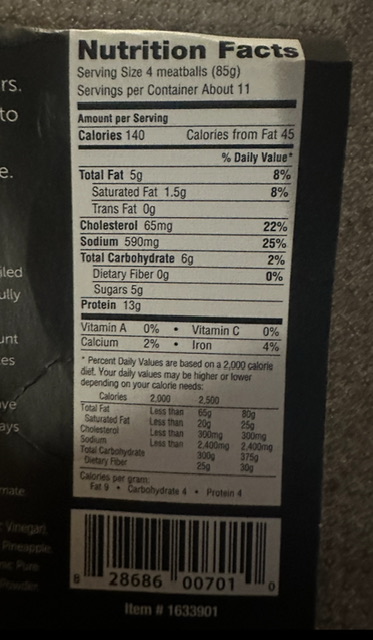 rs.
to
e.
iled
ully
unt
es
ve
ays
mate
Vinegar,
Pineapple
Pure
Powder
Nutrition Facts
Serving Size 4 meatballs (85g)
Servings per Container About 11
Amount per Serving
Calories 140 Calories from Fat 45
% Daily Value*
Total Fat 5g 8%
Saturated Fat 1.5g 8%
Trans Fat 0g
Cholesterol 65mg 22%
Sodium 590mg 25%
Total Carbohydrate 6g 2%
Dietary Fiber 0g 0%
Sugars 5g
Protein 13g
Vitamin A 0% • Vitamin C 0%
Calcium 2% • Iron 4%
* Percent Daily Values are based on a 2,000 calorie
diet. Your daily values may be higher or lower
depending on your calorie needs:
Calories 2,000 2,500
Total Fat Less than 65g 80g
Saturated Fat Less than 20g 25g
Cholesterol Less than 300mg 300mg
Sodium Less than 2,400mg 2,400mg
Total Carbohydrate 300g 375g
Dietary Fiber 25g 30g
Calories per gram:
Fat 9 • Carbohydrate 4 • Protein 4
8 28686 00701 0
Item # 1633901